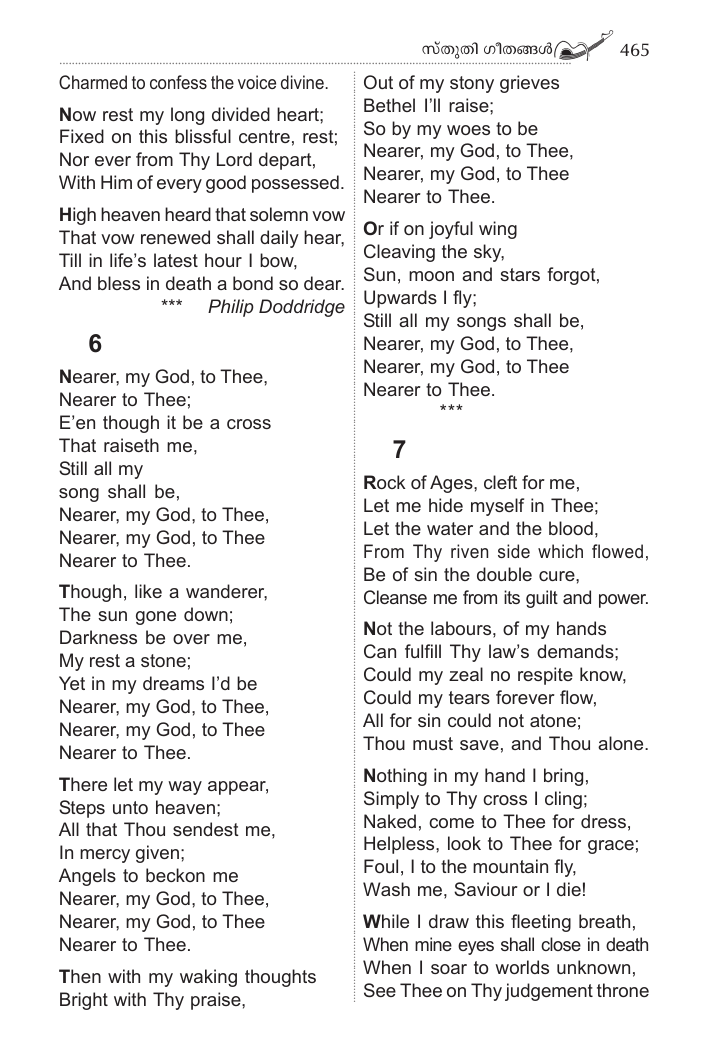 സ്തുതി ഗീതങ്ങൾ 465
Charmed to confess the voice divine.
Now rest my long divided heart;
Fixed on this blissful centre, rest;
Nor ever from Thy Lord depart,
With Him of every good possessed.
High heaven heard that solemn vow
That vow renewed shall daily hear,
Till in life's latest hour I bow,
And bless in death a bond so dear.
*** Philip Doddridge
6
Nearer, my God, to Thee,
Nearer to Thee;
E'en though it be a cross
That raiseth me,
Still all my
song shall be,
Nearer, my God, to Thee,
Nearer, my God, to Thee
Nearer to Thee.
Though, like a wanderer,
The sun gone down;
Darkness be over me,
My rest a stone;
Yet in my dreams I'd be
Nearer, my God, to Thee,
Nearer, my God, to Thee
Nearer to Thee.
There let my way appear,
Steps unto heaven;
All that Thou sendest me,
In mercy given;
Angels to beckon me
Nearer, my God, to Thee,
Nearer, my God, to Thee
Nearer to Thee.
Then with my waking thoughts
Bright with Thy praise,
Out of my stony grieves
Bethel I'll raise;
So by my woes to be
Nearer, my God, to Thee,
Nearer, my God, to Thee
Nearer to Thee.
Or if on joyful wing
Cleaving the sky,
Sun, moon and stars forgot,
Upwards I fly;
Still all my songs shall be,
Nearer, my God, to Thee,
Nearer, my God, to Thee
Nearer to Thee.
***
7
Rock of Ages, cleft for me,
Let me hide myself in Thee;
Let the water and the blood,
From Thy riven side which flowed,
Be of sin the double cure,
Cleanse me from its guilt and power.
Not the labours, of my hands
Can fulfill Thy law's demands;
Could my zeal no respite know,
Could my tears forever flow,
All for sin could not atone;
Thou must save, and Thou alone.
Nothing in my hand I bring,
Simply to Thy cross I cling;
Naked, come to Thee for dress,
Helpless, look to Thee for grace;
Foul, I to the mountain fly,
Wash me, Saviour or I die!
While I draw this fleeting breath,
When mine eyes shall close in death
When I soar to worlds unknown,
See Thee on Thy judgement throne